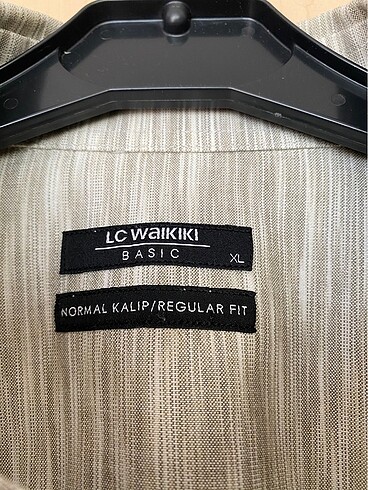 LC WAIKIKI
BASIC XL
NORMAL KALIP/REGULAR FIT